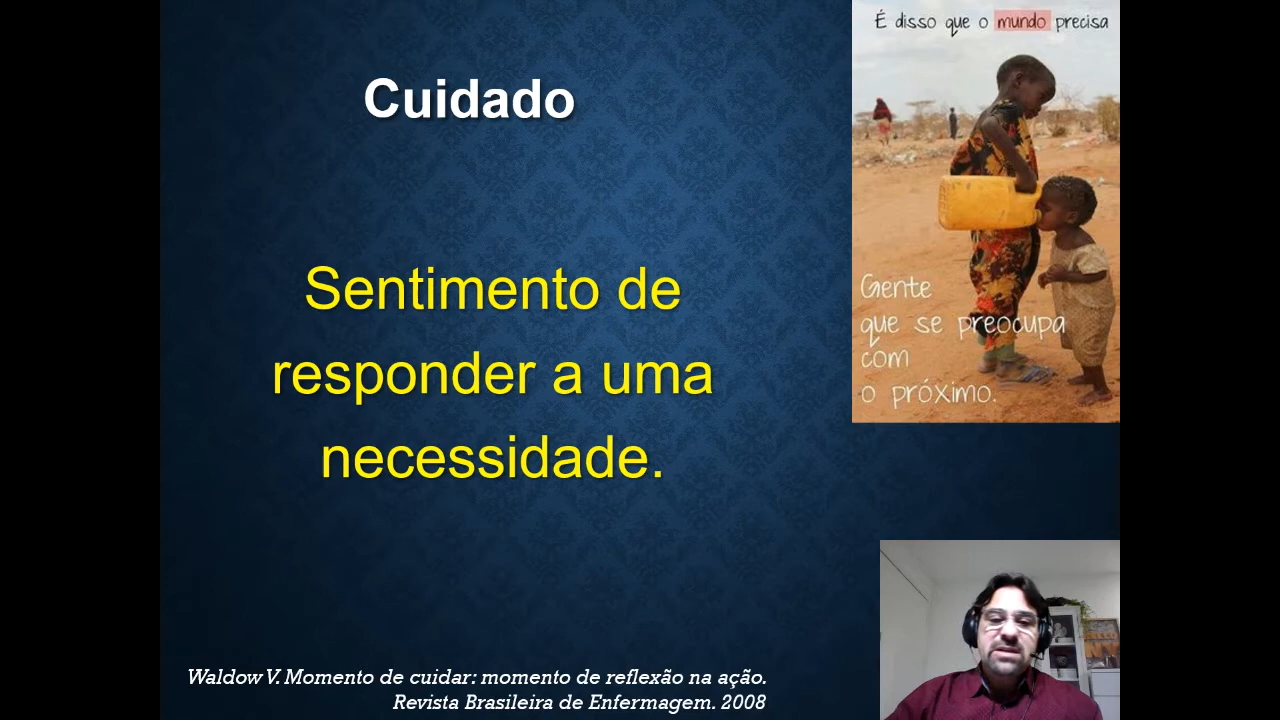 Cuidado
Sentimento de
responder a uma
necessidade.
É disso que o mundo precisa
Gente
que se preocupa
com
o próximo.
Waldow V. Momento de cuidar: momento de reflexão na ação.
Revista Brasileira de Enfermagem. 2008